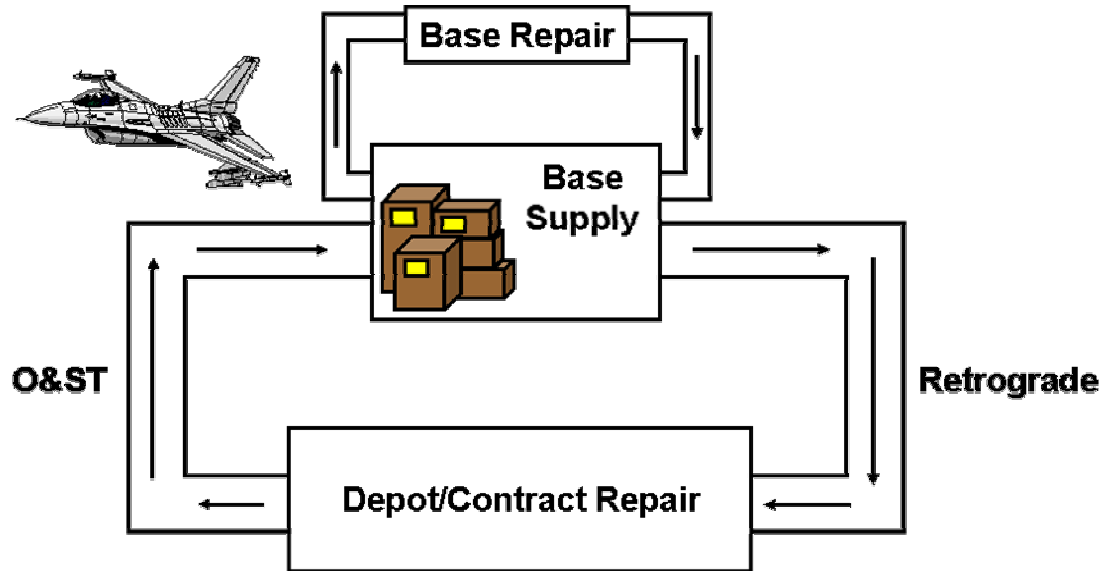 Base Repair
Base
Supply
O&ST
Retrograde
Depot/Contract Repair